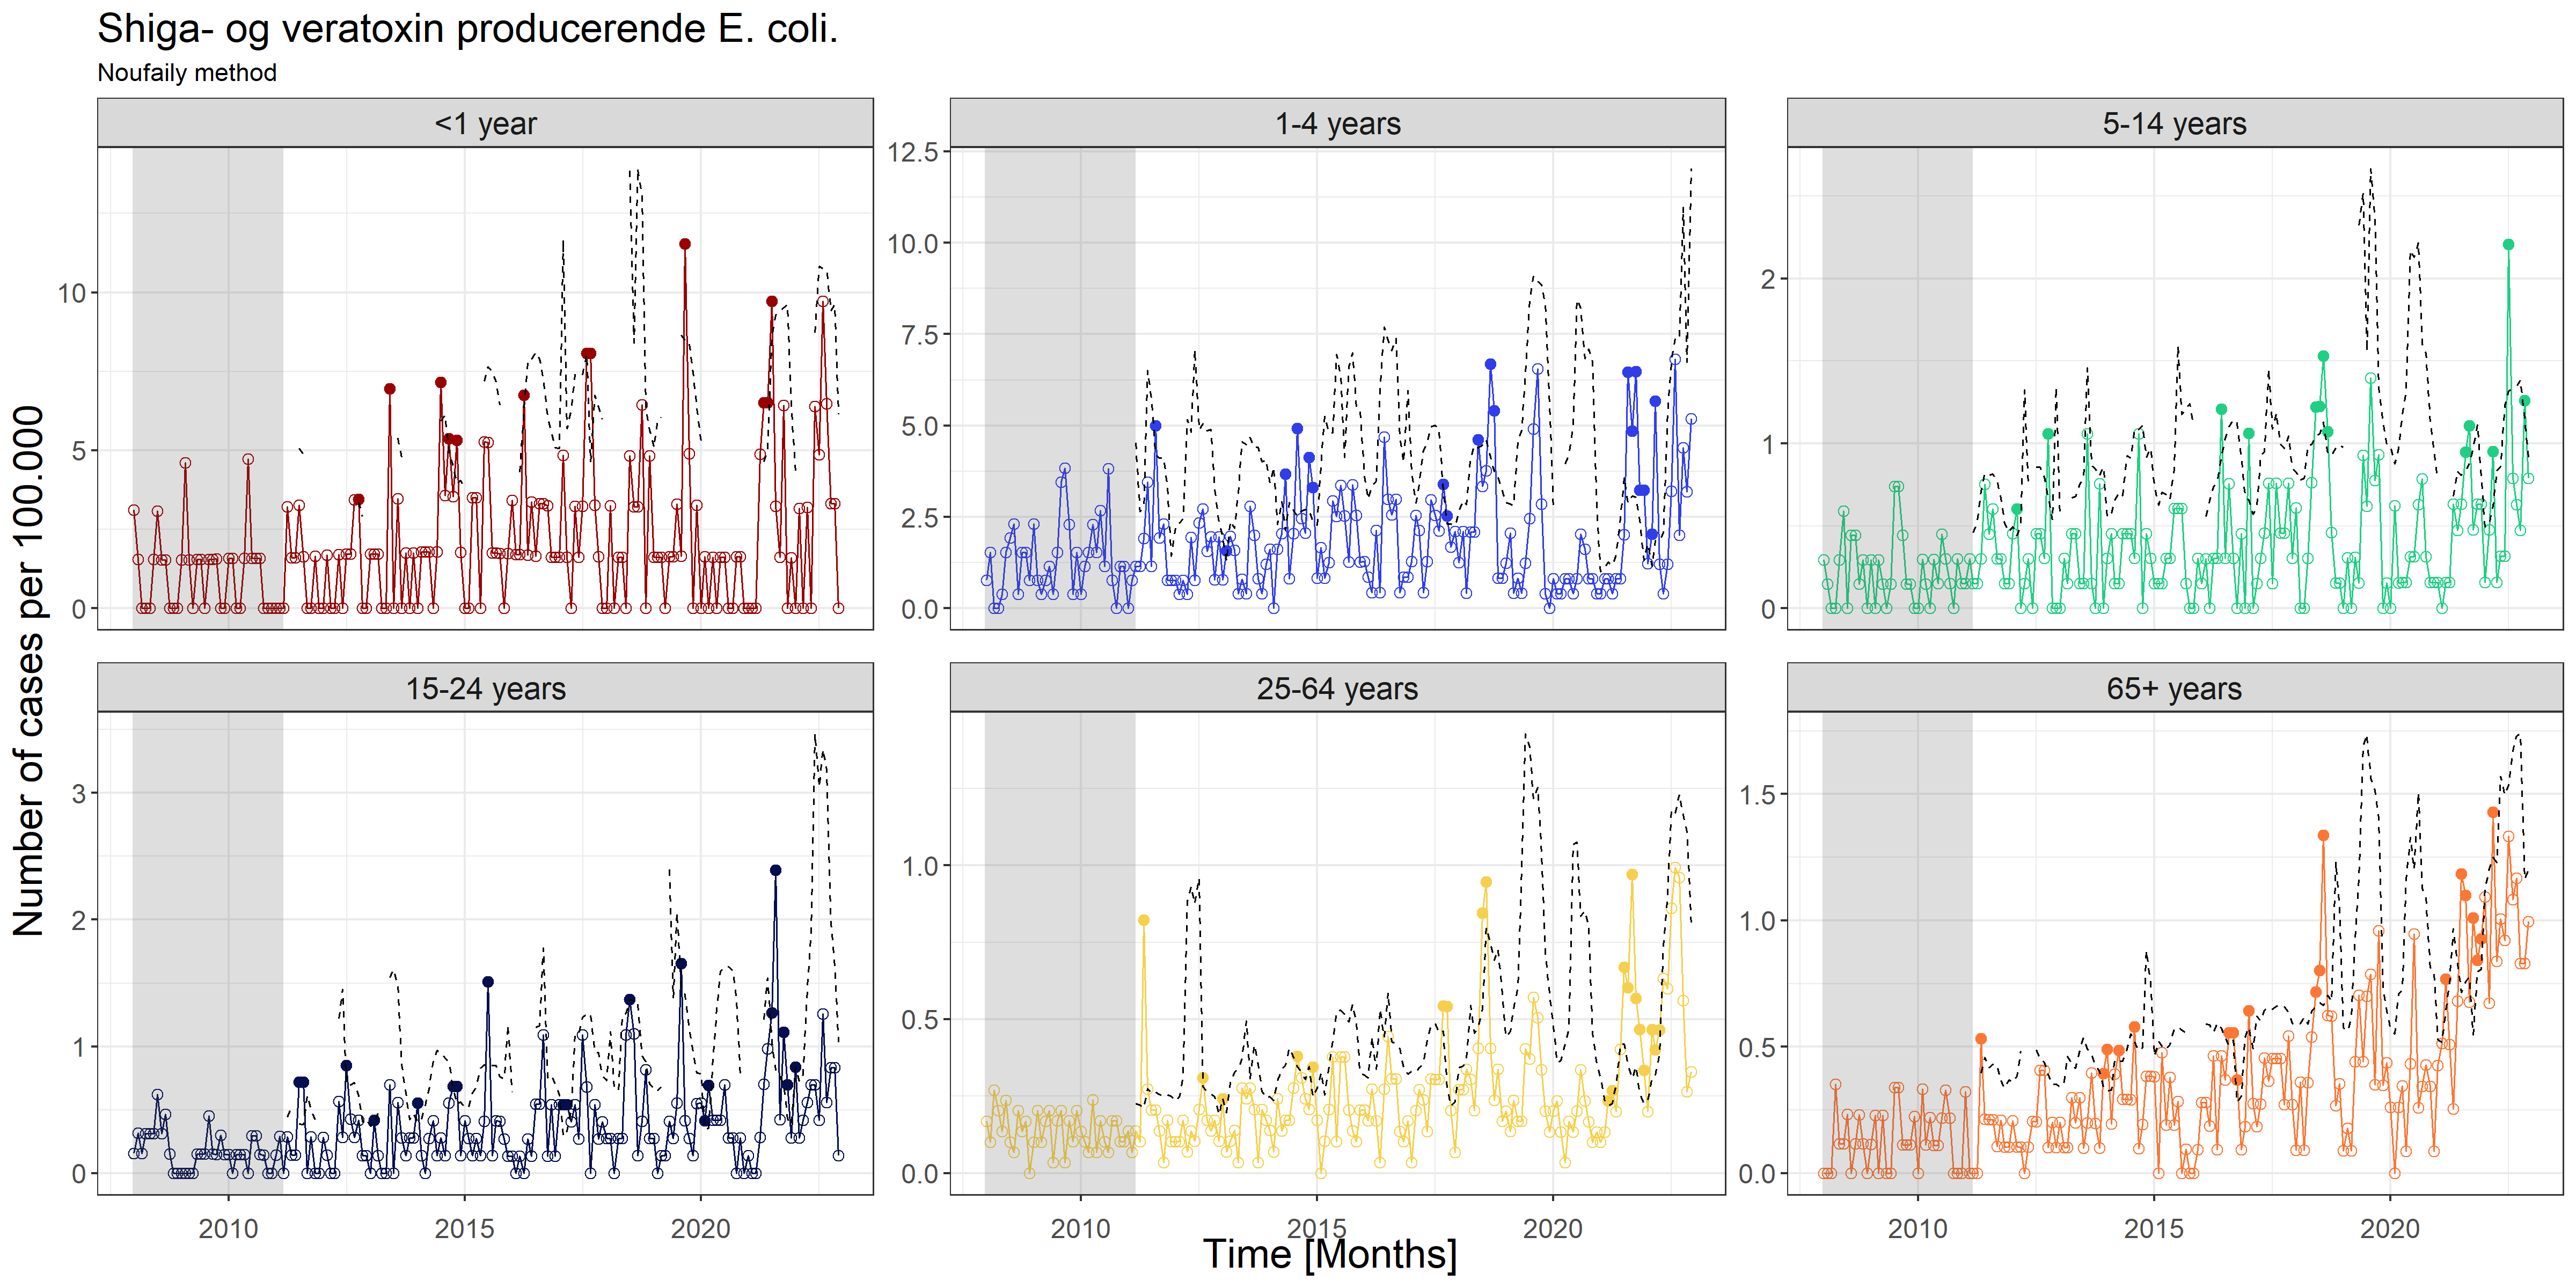 Shiga- og veratoxin producerende E. coli.
Noufaily method
<1 year
1-4 years
5-14 years
12.5
10.0
7.5
5.0
2.5
0.0
10
5
0
2
1
0
15-24 years
25-64 years
65+ years
3
2
1
0
1.0
0.5
0.0
1.5
1.0
0.5
0.0
2010 2015 2020
2010 2015 2020
2010 2015 2020
Number of cases per 100.000
Time [Months]